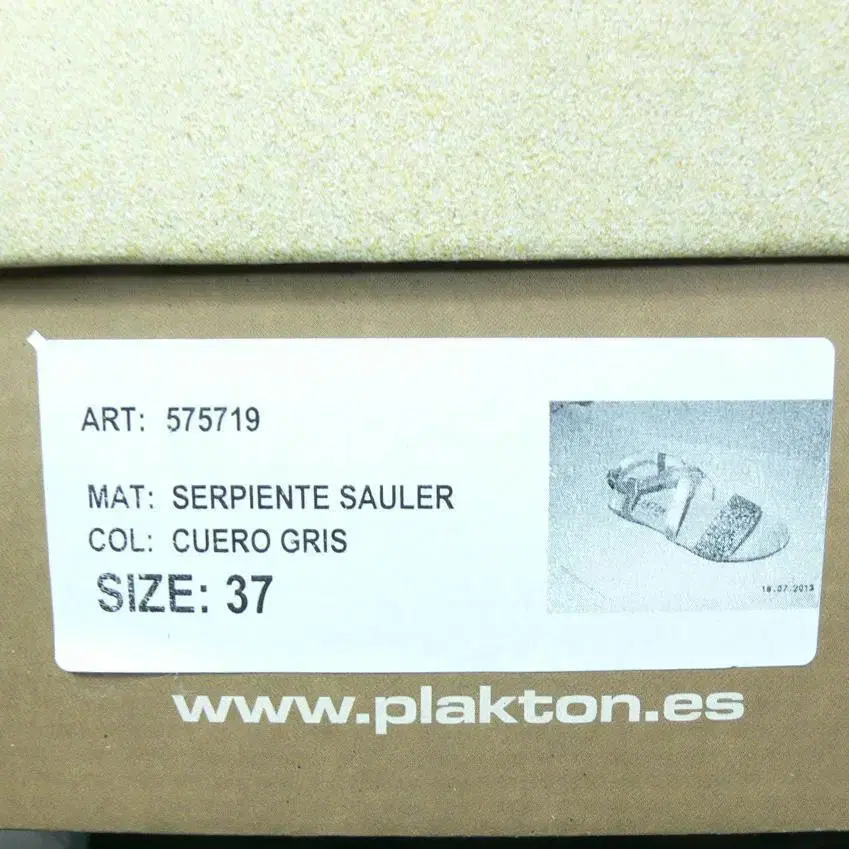 ART: 575719
MAT: SERPIENTE SAULER
COL: CUERO GRIS
SIZE: 37
18.07.2013
www.plakton.es